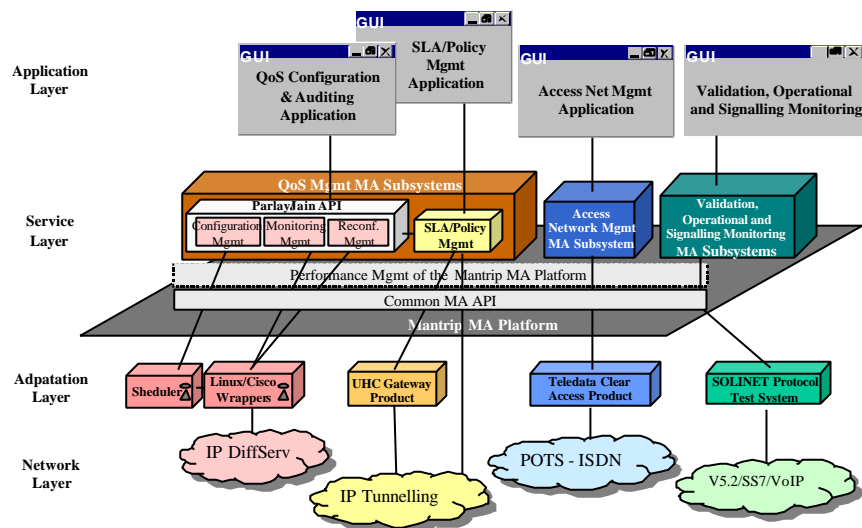 GUI
SLA/Policy
Mgmt
Application
GUI
QoS Configuration
& Auditing
Application
GUI
Access Net Mgmt
Application
GUI
Validation, Operational
and Signalling Monitoring
Application
Layer
QoS Mgmt MA Subsystems
ParlayJain API
Configuration
Mgmt
Monitoring
Mgmt
Reconf.
Mgmt
SLA/Policy
Mgmt
Access
Network Mgmt
MA Subsystem
Validation,
Operational and
Signalling Monitoring
MA Subsystems
Service
Layer
Performance Mgmt of the Mantrip MA Platform
Common MA API
Mantrip MA Platform
Adpatation
Layer
Sheduler
Linux/Cisco
Wrappers
UHC Gateway
Product
Teledata Clear
Access Product
SOLINET Protocol
Test System
Network
Layer
IP DiffServ
IP Tunnelling
POTS - ISDN
V5.2/SS7/VoIP